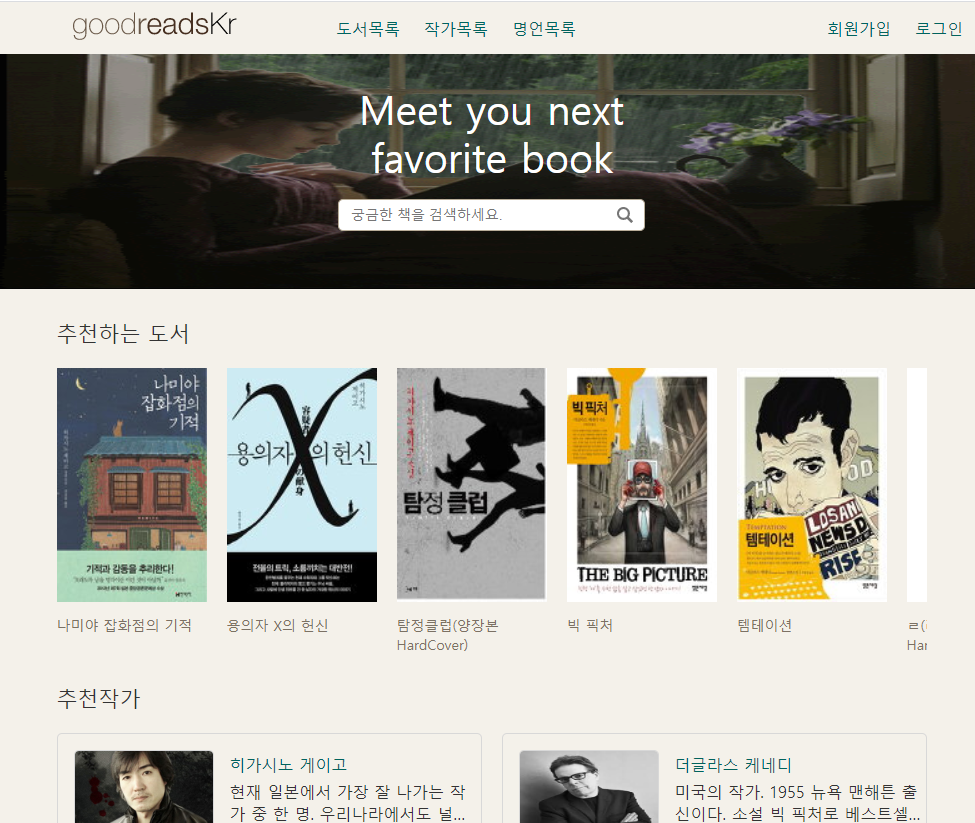 goodreadsKr
도서목록 작가목록 명언목록
회원가입 로그인
Meet you next
favorite book
궁금한 책을 검색하세요.
추천하는 도서
나미야
잡화점의
기적
기적과 감동을 추리한다!
히가시노
게이고
容疑者
용의자X의헌신
の献身
전율의 트릭, 소름끼치는 대반전!
탐정 클럽
빅 픽처
THE BIG PICTURE
TEMPTATION
템테이션
LOSAN
NEWSD
RISE
나미야 잡화점의 기적
용의자 X의 헌신
탐정클럽(양장본
HardCover)
빅 픽처
템테이션
ㄹ(
Har
추천작가
히가시노 게이고
현재 일본에서 가장 잘 나가는 작
가 중 한 명. 우리나라에서도 널...
더글라스 케네디
미국의 작가. 1955 뉴욕 맨해튼 출
신이다. 소설 빅 픽처로 베스트셀...